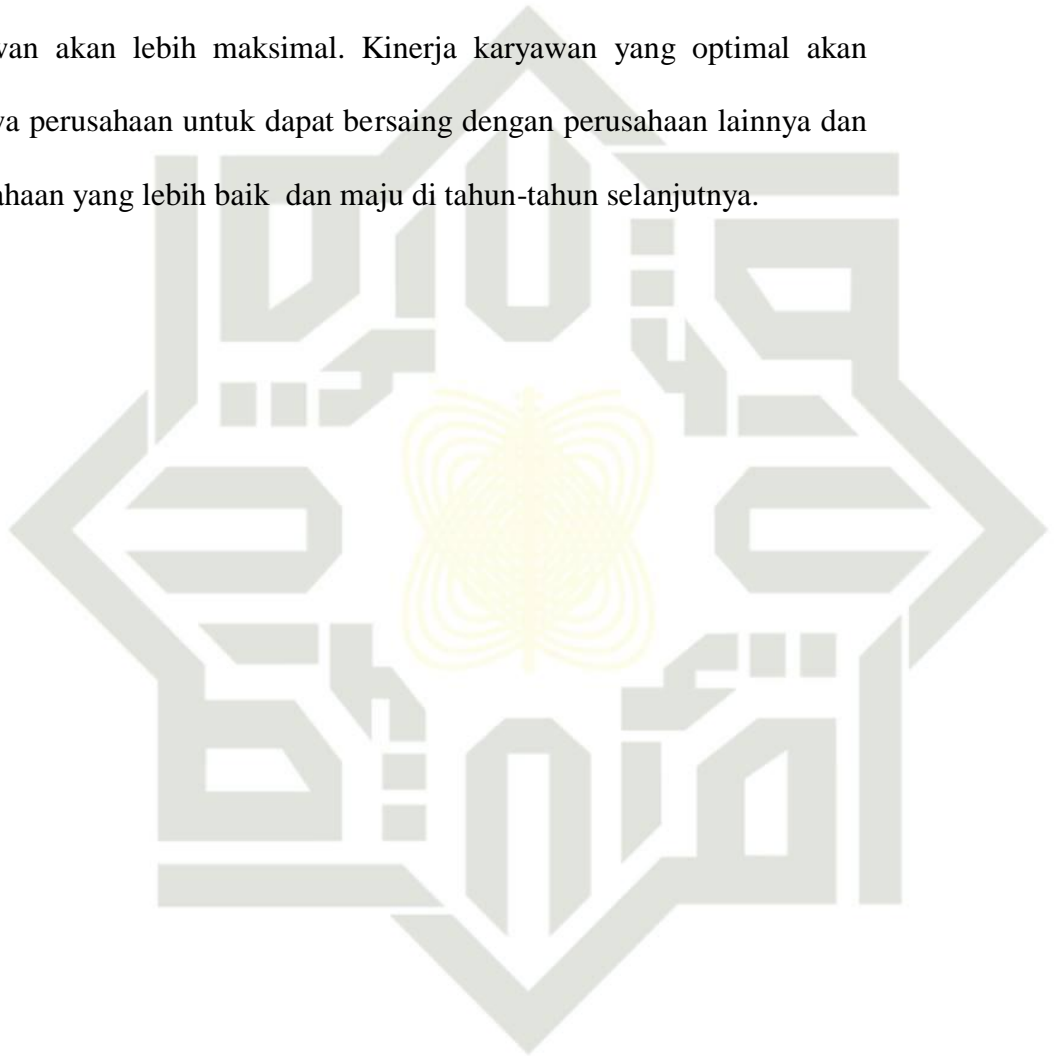 wan akan lebih maksimal. Kinerja karyawan yang optimal akan
ya perusahaan untuk dapat bersaing dengan perusahaan lainnya dan
ahaan yang lebih baik dan maju di tahun-tahun selanjutnya.